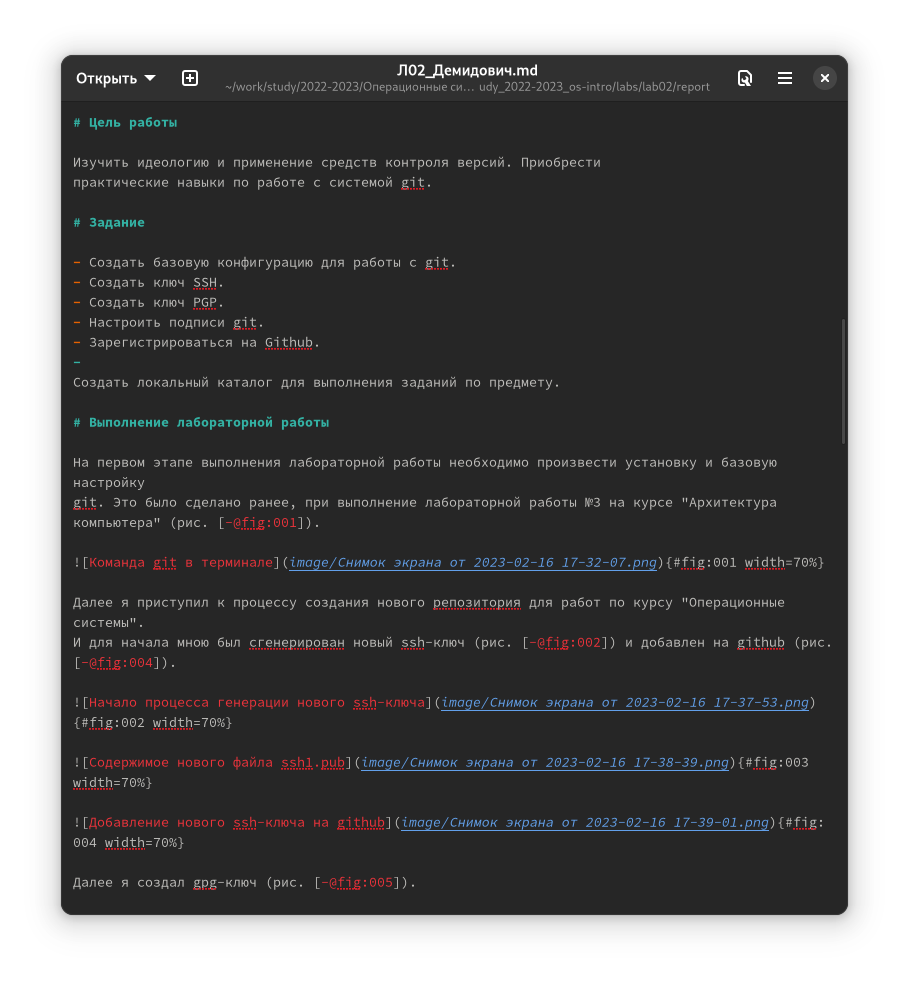 Открыть
Л02_Демидович.md
~/work/study/2022-2023/Операционные си… udy_2022-2023_os-intro/labs/lab02/report
# Цель работы
Изучить идеологию и применение средств контроля версий. Приобрести
практические навыки по работе с системой git.
# Задание
- Создать базовую конфигурацию для работы с git.
- Создать ключ SSH.
- Создать ключ PGP.
- Настроить подписи git.
- Зарегистрироваться на Github.
-
Создать локальный каталог для выполнения заданий по предмету.
# Выполнение лабораторной работы
На первом этапе выполнения лабораторной работы необходимо произвести установку и базовую
настройку
git. Это было сделано ранее, при выполнение лабораторной работы №3 на курсе "Архитектура
компьютера" (рис. [-@fig:001]).
![Команда git в терминале](image/Снимок экрана от 2023-02-16 17-32-07.png){#fig:001 width=70%}
Далее я приступил к процессу создания нового репозитория для работ по курсу "Операционные
системы".
И для начала мною был сгенерирован новый ssh-ключ (рис. [-@fig:002]) и добавлен на github (рис.
[-@fig:004]).
![Начало процесса генерации нового ssh-ключа](image/Снимок экрана от 2023-02-16 17-37-53.png)
{#fig:002 width=70%}
![Содержимое нового файла ssh1.pub](image/Снимок экрана от 2023-02-16 17-38-39.png){#fig:003
width=70%}
![Добавление нового ssh-ключа на github](image/Снимок экрана от 2023-02-16 17-39-01.png){#fig:
004 width=70%}
Далее я создал gpg-ключ (рис. [-@fig:005]).